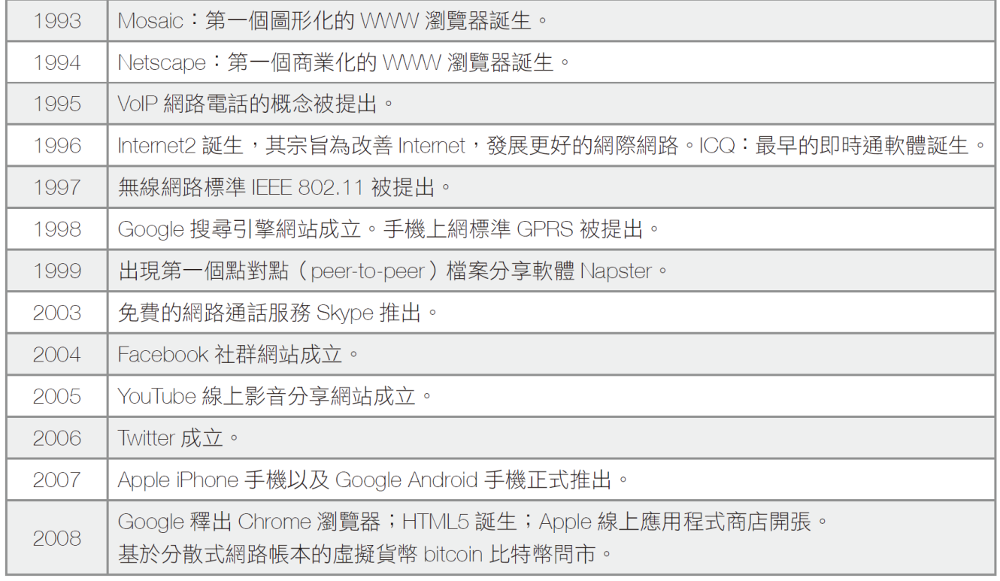 1993 Mosaic：第一個圖形化的 WWW 瀏覽器誕生。
1994 Netscape：第一個商業化的 WWW 瀏覽器誕生。
1995 VoIP 網路電話的概念被提出。
1996 Internet2 誕生，其宗旨為改善 Internet，發展更好的網際網路。ICQ：最早的即時通軟體誕生。
1997 無線網路標準 IEEE 802.11 被提出。
1998 Google 搜尋引擎網站成立。手機上網標準 GPRS 被提出。
1999 出現第一個點對點（peer-to-peer）檔案分享軟體 Napster。
2003 免費的網路通話服務 Skype 推出。
2004 Facebook 社群網站成立。
2005 YouTube 線上影音分享網站成立。
2006 Twitter 成立。
2007 Apple iPhone 手機以及 Google Android 手機正式推出。
2008 Google 釋出 Chrome 瀏覽器；HTML5 誕生；Apple 線上應用程式商店開張。
基於分散式網路帳本的虛擬貨幣 bitcoin 比特幣問市。